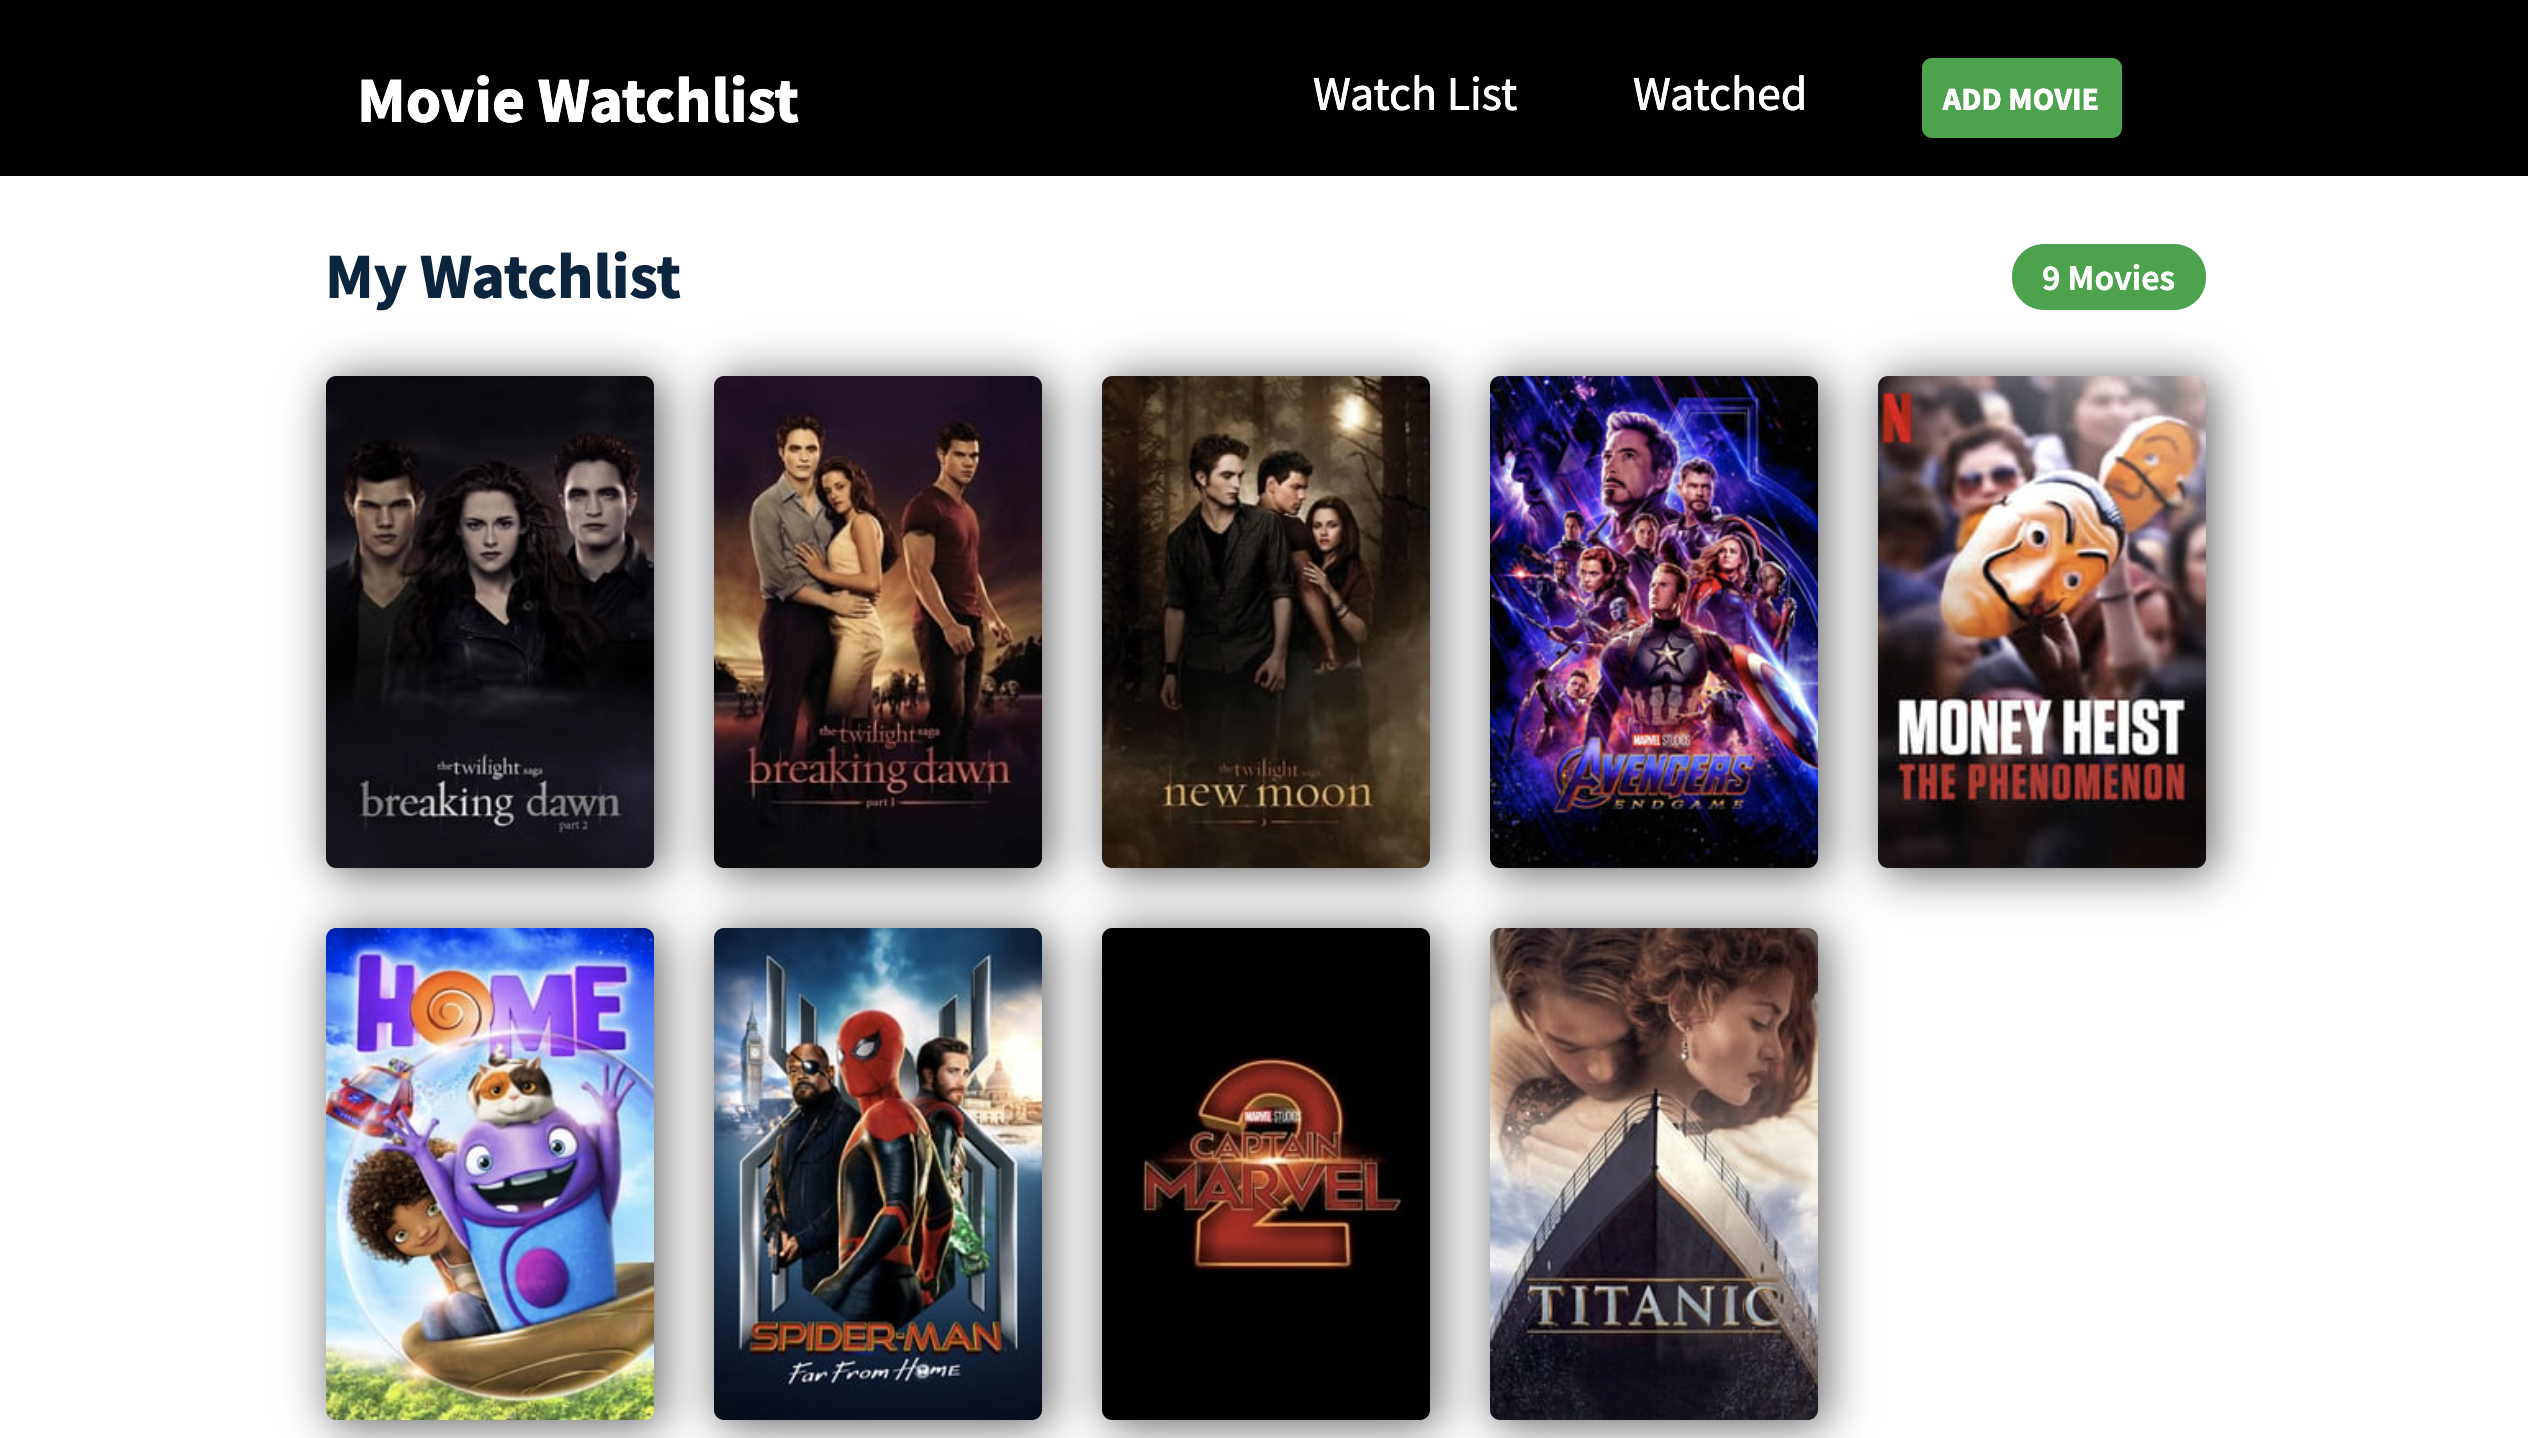 Movie Watchlist
Watch List
Watched
ADD MOVIE
My Watchlist
9 Movies
the twilight saga
breaking dawn
part 2
the twilight saga
breaking dawn
part 1
the twilight saga
new moon
MARVEL STUDIOS
AVENGERS
ENDGAME
N
MONEY HEIST
THE PHENOMENON
HOME
SPIDER-MAN
Far From Home
2
MARVEL STUDIOS
CAPTAIN
MARVEL
TITANIC